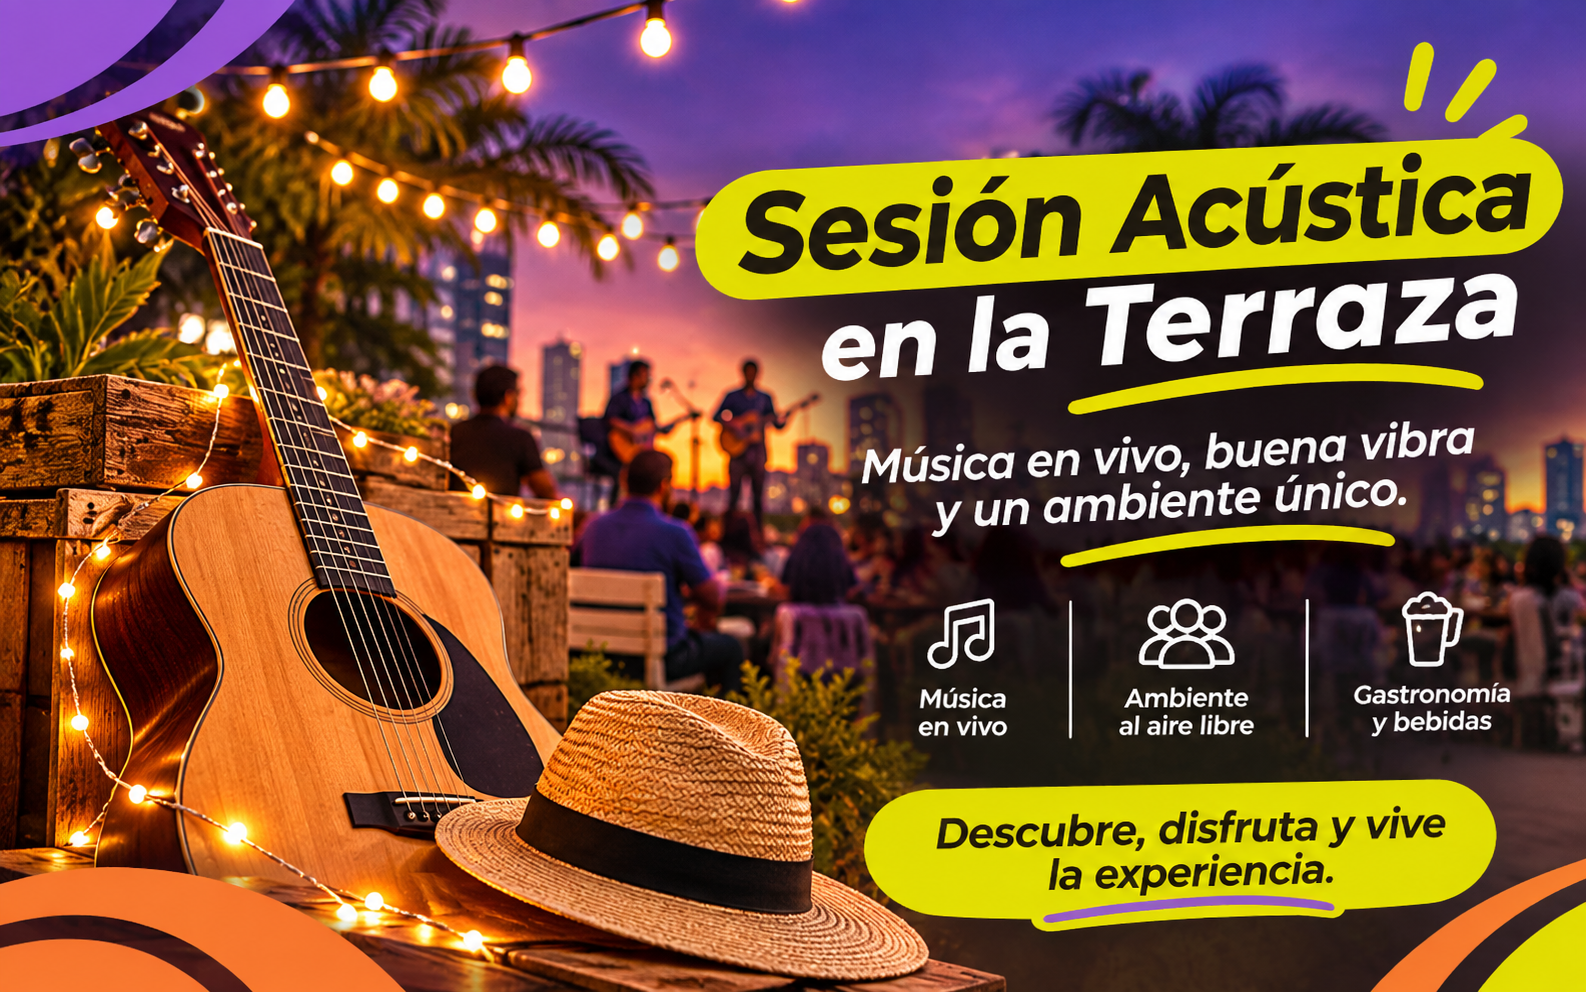 Sesión Acústica
en la Terraza
Música en vivo, buena vibra
y un ambiente único.
Música
en vivo
Ambiente
al aire libre
Gastronomía
y bebidas
Descubre, disfruta y vive
la experiencia.